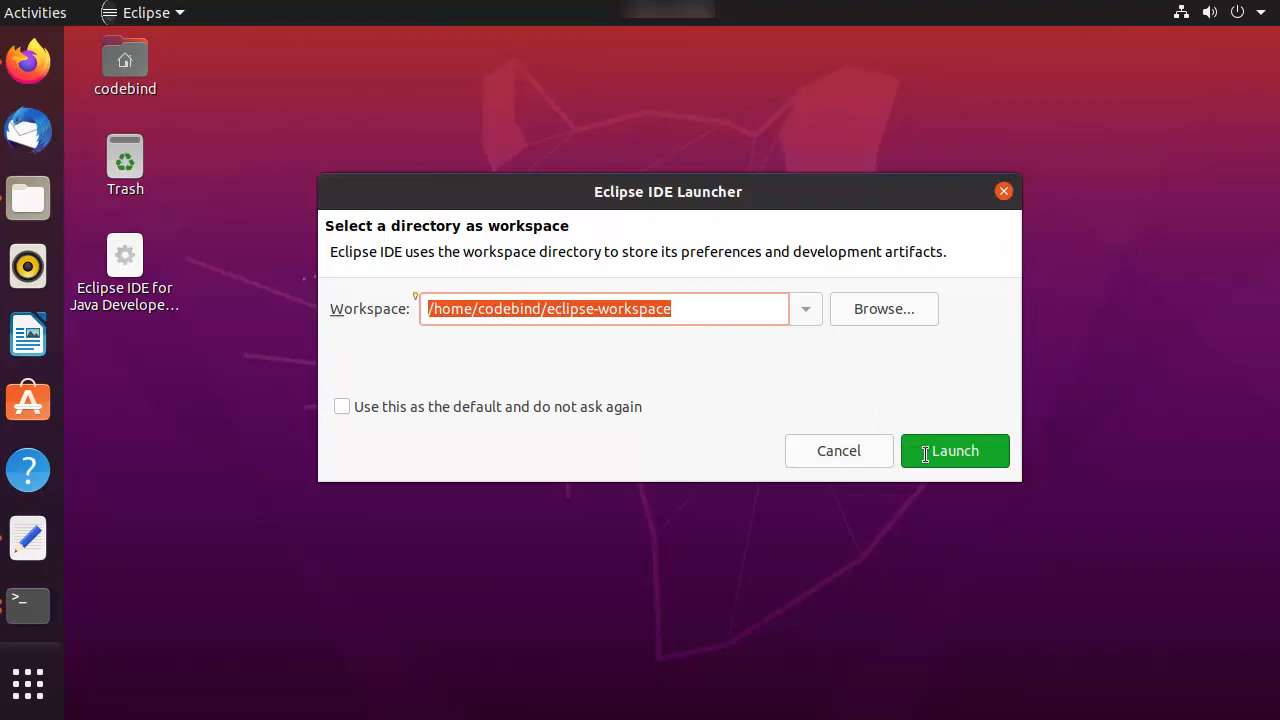 Activities
Eclipse
codebind
Trash
Eclipse IDE for
Java Develope...
Eclipse IDE Launcher
Select a directory as workspace
Eclipse IDE uses the workspace directory to store its preferences and development artifacts.
Workspace: /home/codebind/eclipse-workspace Browse...
Use this as the default and do not ask again
Cancel Launch